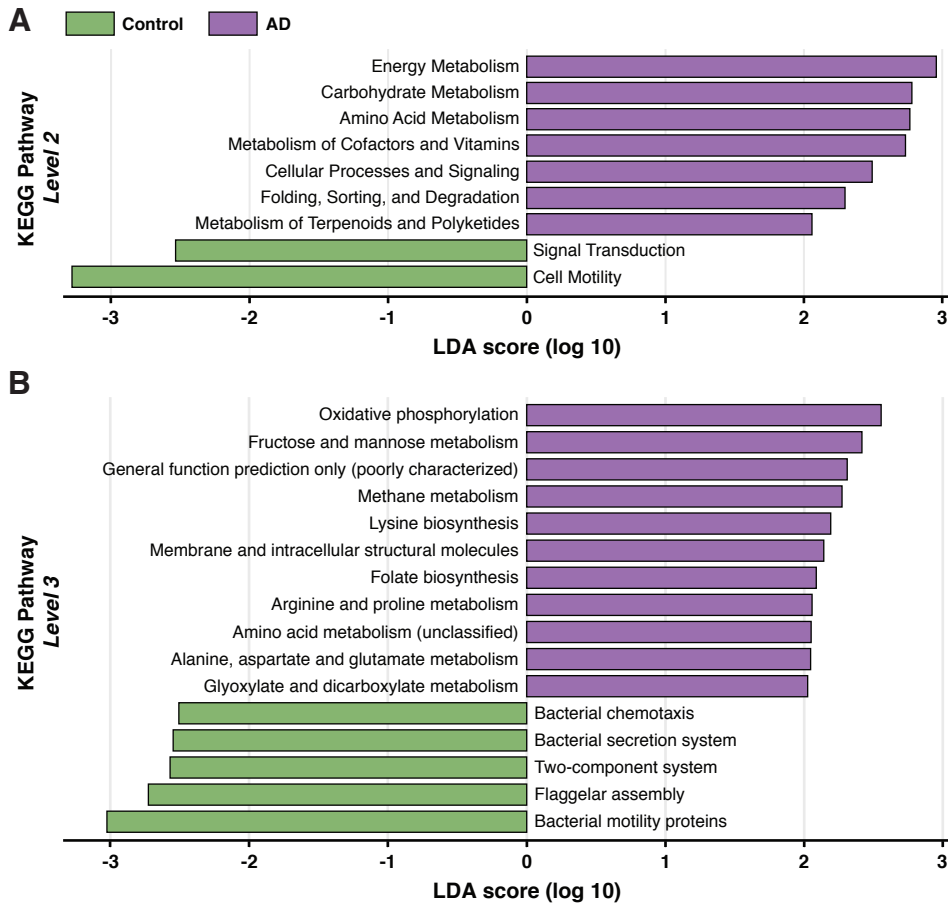 A
Control
AD
KEGG Pathway
Level 2
Energy Metabolism
Carbohydrate Metabolism
Amino Acid Metabolism
Metabolism of Cofactors and Vitamins
Cellular Processes and Signaling
Folding, Sorting, and Degradation
Metabolism of Terpenoids and Polyketides
Signal Transduction
Cell Motility
-3 -2 -1 0 1 2 3
LDA score (log 10)
B
KEGG Pathway
Level 3
Oxidative phosphorylation
Fructose and mannose metabolism
General function prediction only (poorly characterized)
Methane metabolism
Lysine biosynthesis
Membrane and intracellular structural molecules
Folate biosynthesis
Arginine and proline metabolism
Amino acid metabolism (unclassified)
Alanine, aspartate and glutamate metabolism
Glyoxylate and dicarboxylate metabolism
Bacterial chemotaxis
Bacterial secretion system
Two-component system
Flaggelar assembly
Bacterial motility proteins
-3 -2 -1 0 1 2 3
LDA score (log 10)